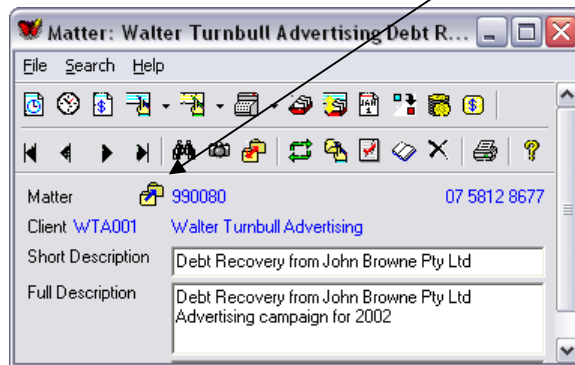 Matter: Walter Turnbull Advertising Debt R...
File Search Help
Matter 990080 07 5812 8677
Client WTA001 Walter Turnbull Advertising
Short Description Debt Recovery from John Browne Pty Ltd
Full Description Debt Recovery from John Browne Pty Ltd
Advertising campaign for 2002